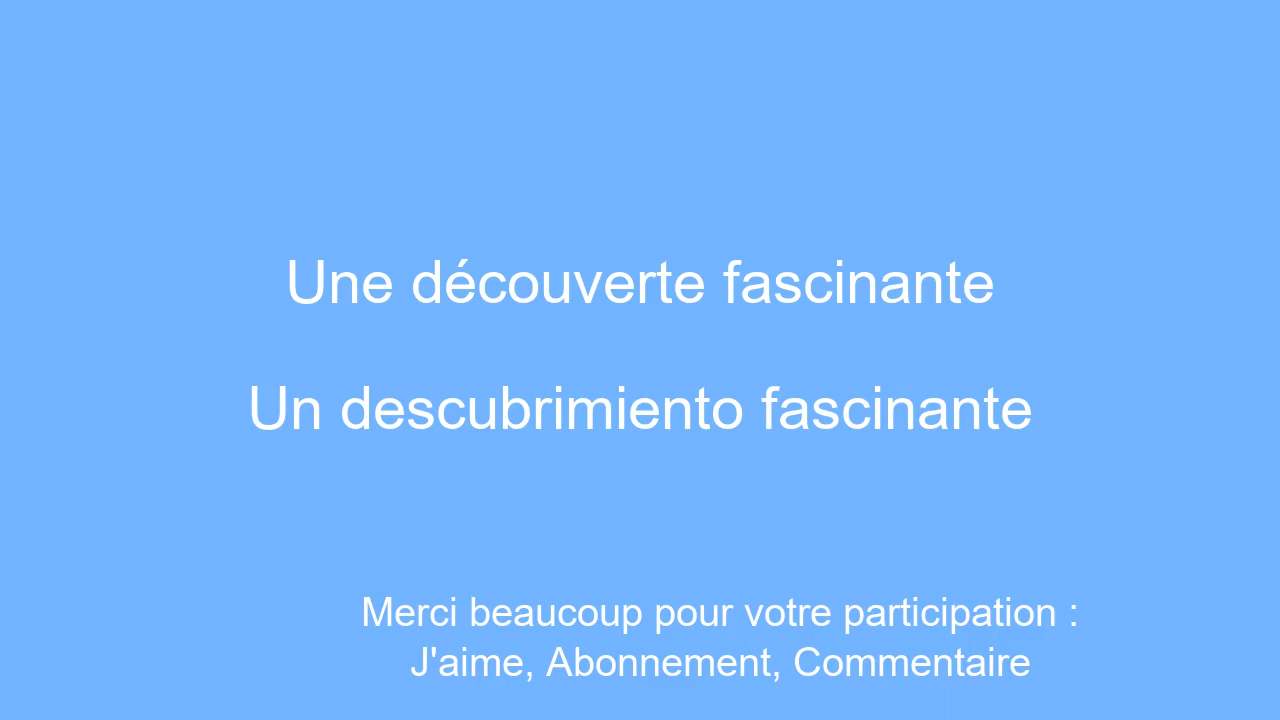 Une découverte fascinante
Un descubrimiento fascinante
Merci beaucoup pour votre participation :
J'aime, Abonnement, Commentaire